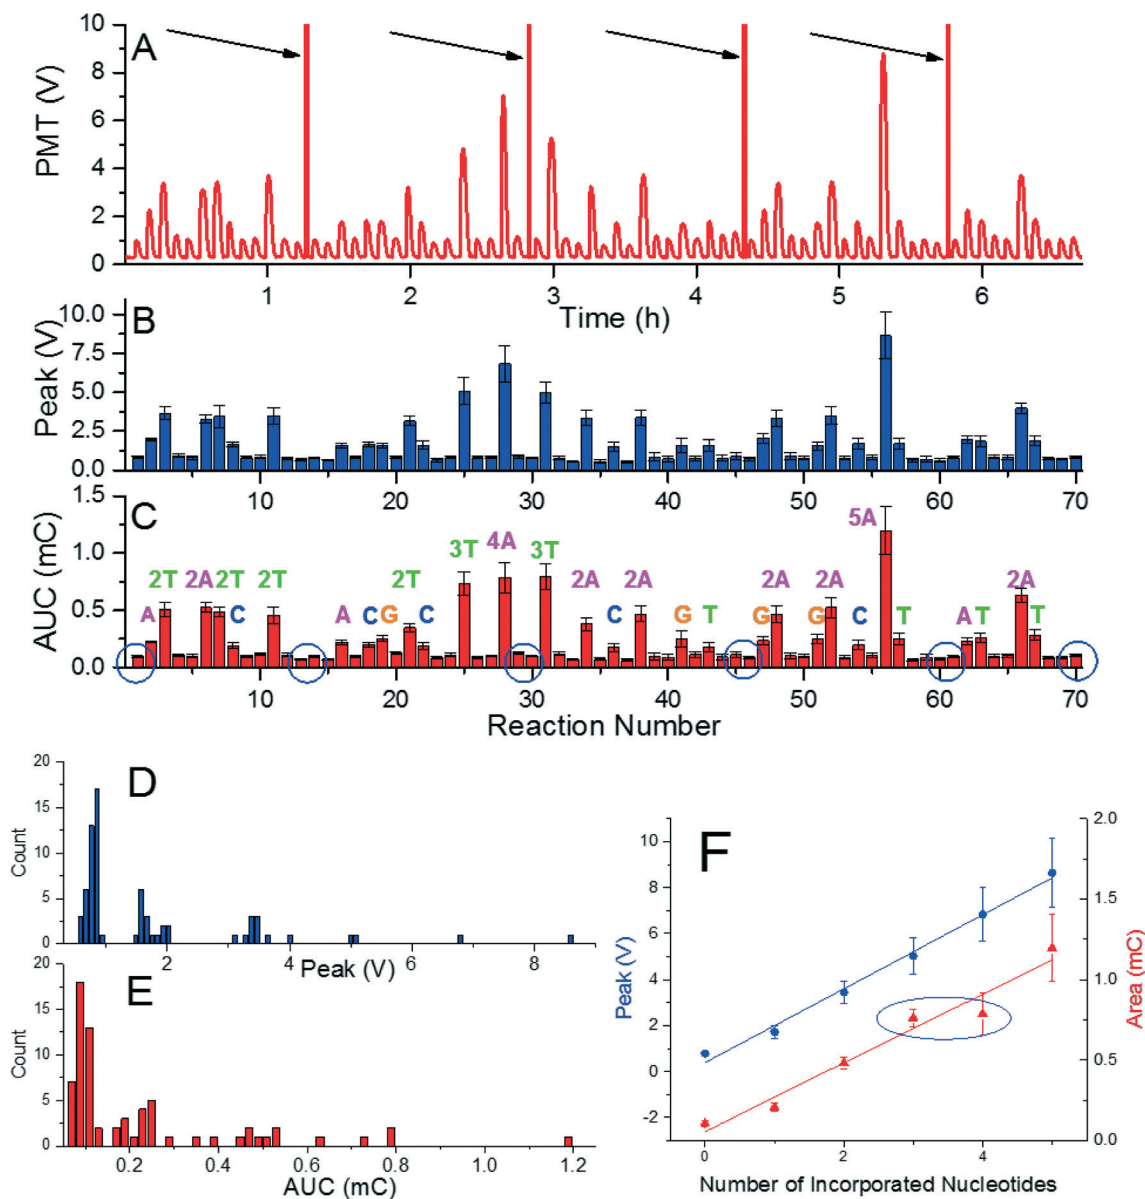 A
PMT (V)
10
8
6
4
2
0
1 2 3 4 5 6
Time (h)
B
Peak (V)
10.0
7.5
5.0
2.5
0.0
10 20 30 40 50 60 70
C
AUC (mC)
1.5
1.0
0.5
0.0
5A
3T 4A 3T
2T 2A 2T 2T 2T 2A 2A 2A 2A 2A
A C A C G C C G T G G C T A T T
10 20 30 40 50 60 70
Reaction Number
D
Count
20
15
10
5
0
2 4 6 8
Peak (V)
E
Count
20
15
10
5
0
0.2 0.4 0.6 0.8 1.0 1.2
AUC (mC)
F
Peak (V)
10
8
6
4
2
0
-2
Area (mC)
2.0
1.5
1.0
0.5
0.0
0 2 4
Number of Incorporated Nucleotides